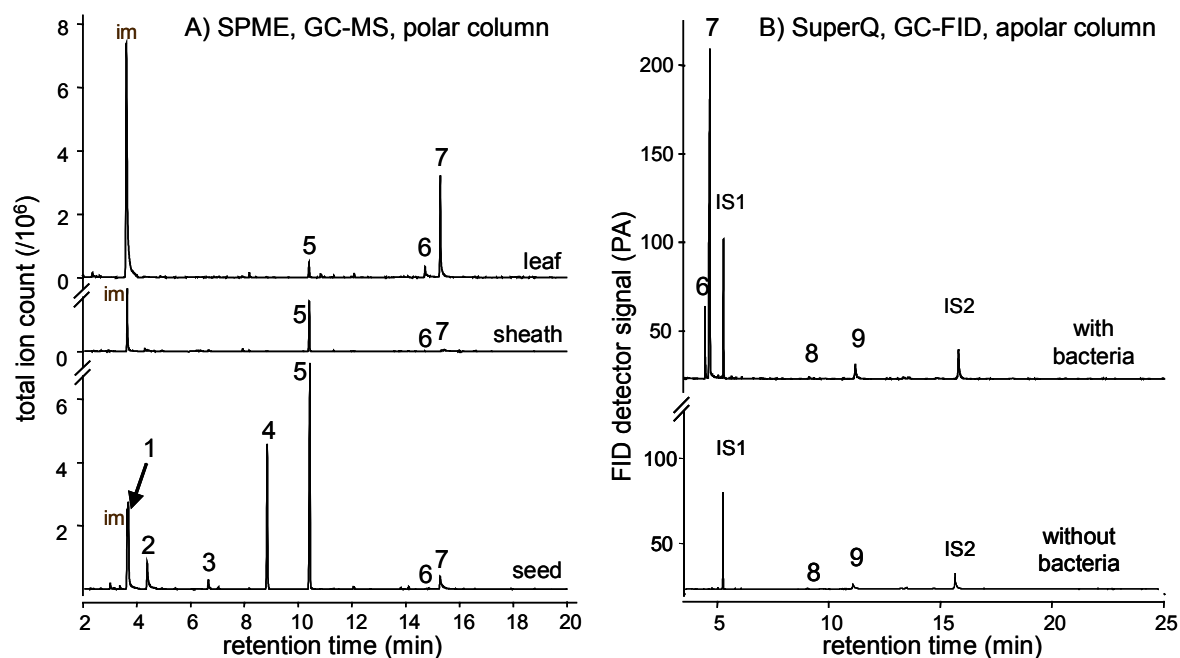 A) SPME, GC-MS, polar column
total ion count (/10⁶)
8
6
4
2
0
im
5
6
7
leaf
0
im
5
6
7
sheath
6
4
2
im
1
2
3
4
5
6
7
seed
2
4
6
8
10
12
14
16
18
20
retention time (min)
B) SuperQ, GC-FID, apolar column
FID detector signal (PA)
200
150
100
50
6
7
IS1
8
9
IS2
with
bacteria
100
50
IS1
8
9
IS2
without
bacteria
5
10
15
20
25
retention time (min)